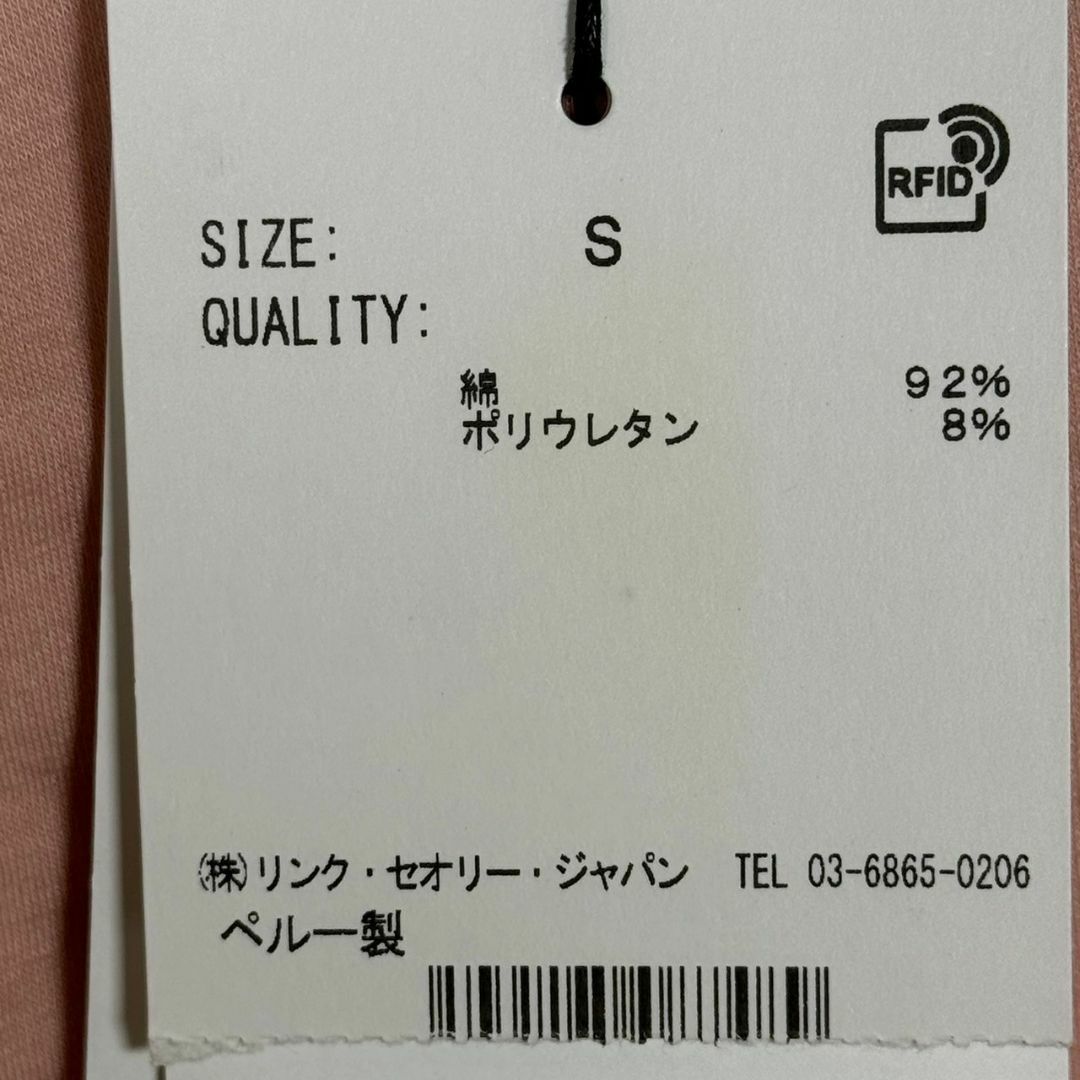 RFID
SIZE: S
QUALITY:
綿 92%
ポリウレタン 8%
㈱リンク・セオリー・ジャパン TEL 03-6865-0206
ペルー製